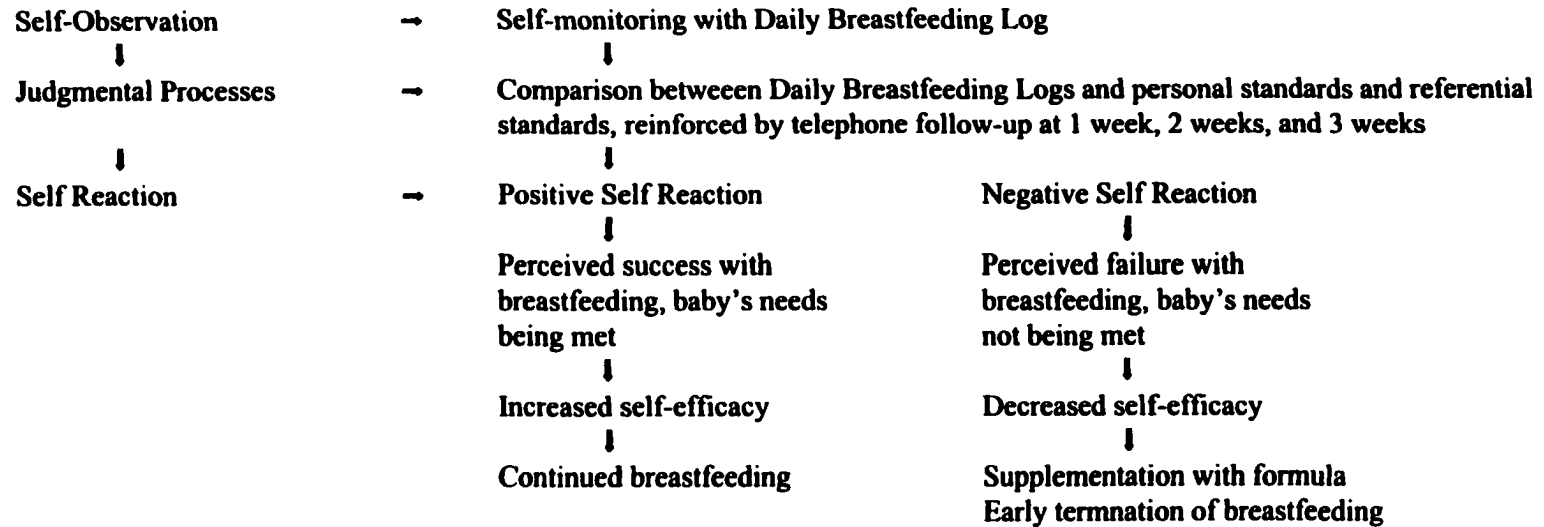 Self-Observation → Self-monitoring with Daily Breastfeeding Log
Judgmental Processes → Comparison betweeen Daily Breastfeeding Logs and personal standards and referential
standards, reinforced by telephone follow-up at 1 week, 2 weeks, and 3 weeks
Self Reaction → Positive Self Reaction Negative Self Reaction
Perceived success with Perceived failure with
breastfeeding, baby's needs breastfeeding, baby's needs
being met not being met
Increased self-efficacy Decreased self-efficacy
Continued breastfeeding Supplementation with formula
Early termnation of breastfeeding